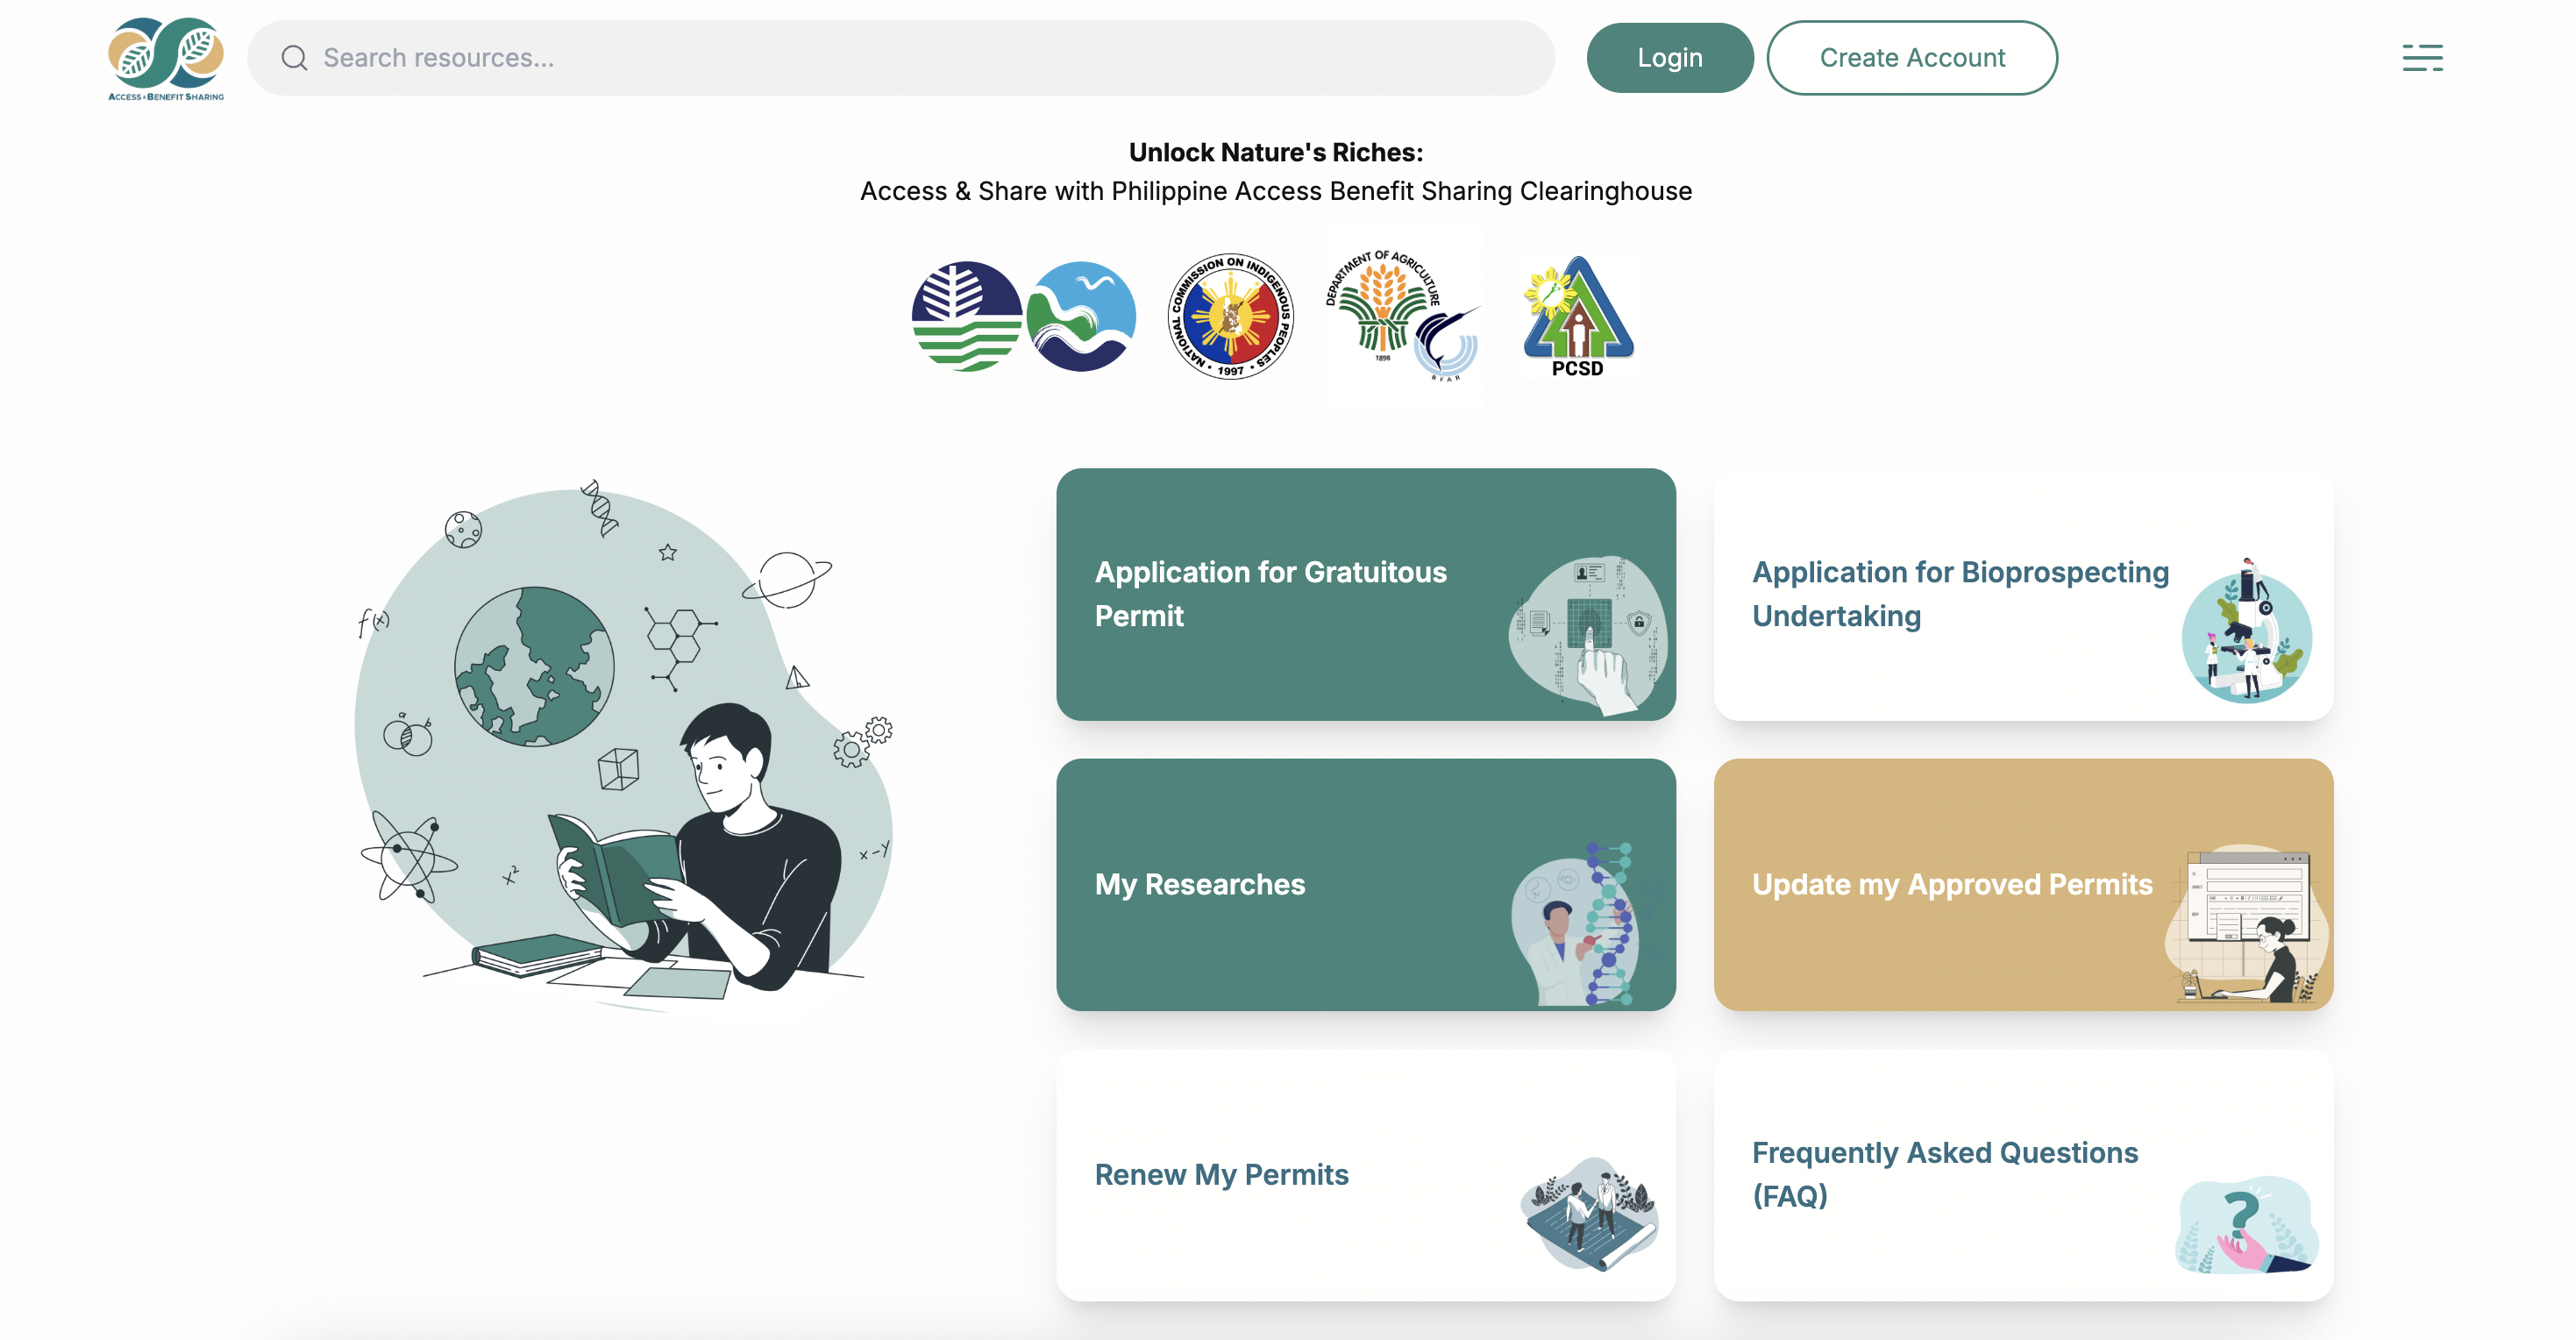 ACCESS & BENEFIT SHARING
Search resources...
Login
Create Account
Unlock Nature's Riches:
Access & Share with Philippine Access Benefit Sharing Clearinghouse
NATIONAL COMMISSION ON INDIGENOUS PEOPLES
• 1997 •
DEPARTMENT OF AGRICULTURE
1898
BFAR
PCSD
f(x)
a
b
x²
x-y
Application for Gratuitous
Permit
Application for Bioprospecting
Undertaking
My Researches
Update my Approved Permits
Renew My Permits
Frequently Asked Questions
(FAQ)
?